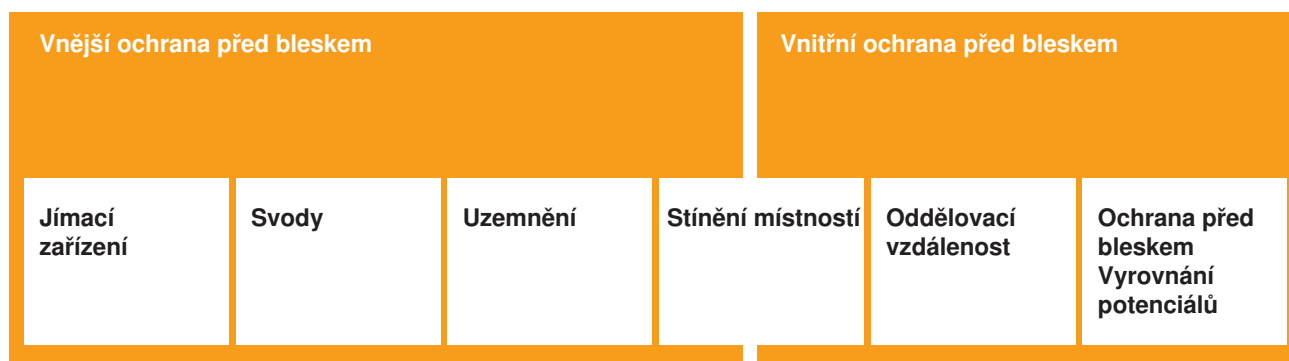 Vnější ochrana před bleskem
Vnitřní ochrana před bleskem
Jímací
zařízení
Svody
Uzemnění
Stínění místností
Oddělovací
vzdálenost
Ochrana před
bleskem
Vyrovnání
potenciálů